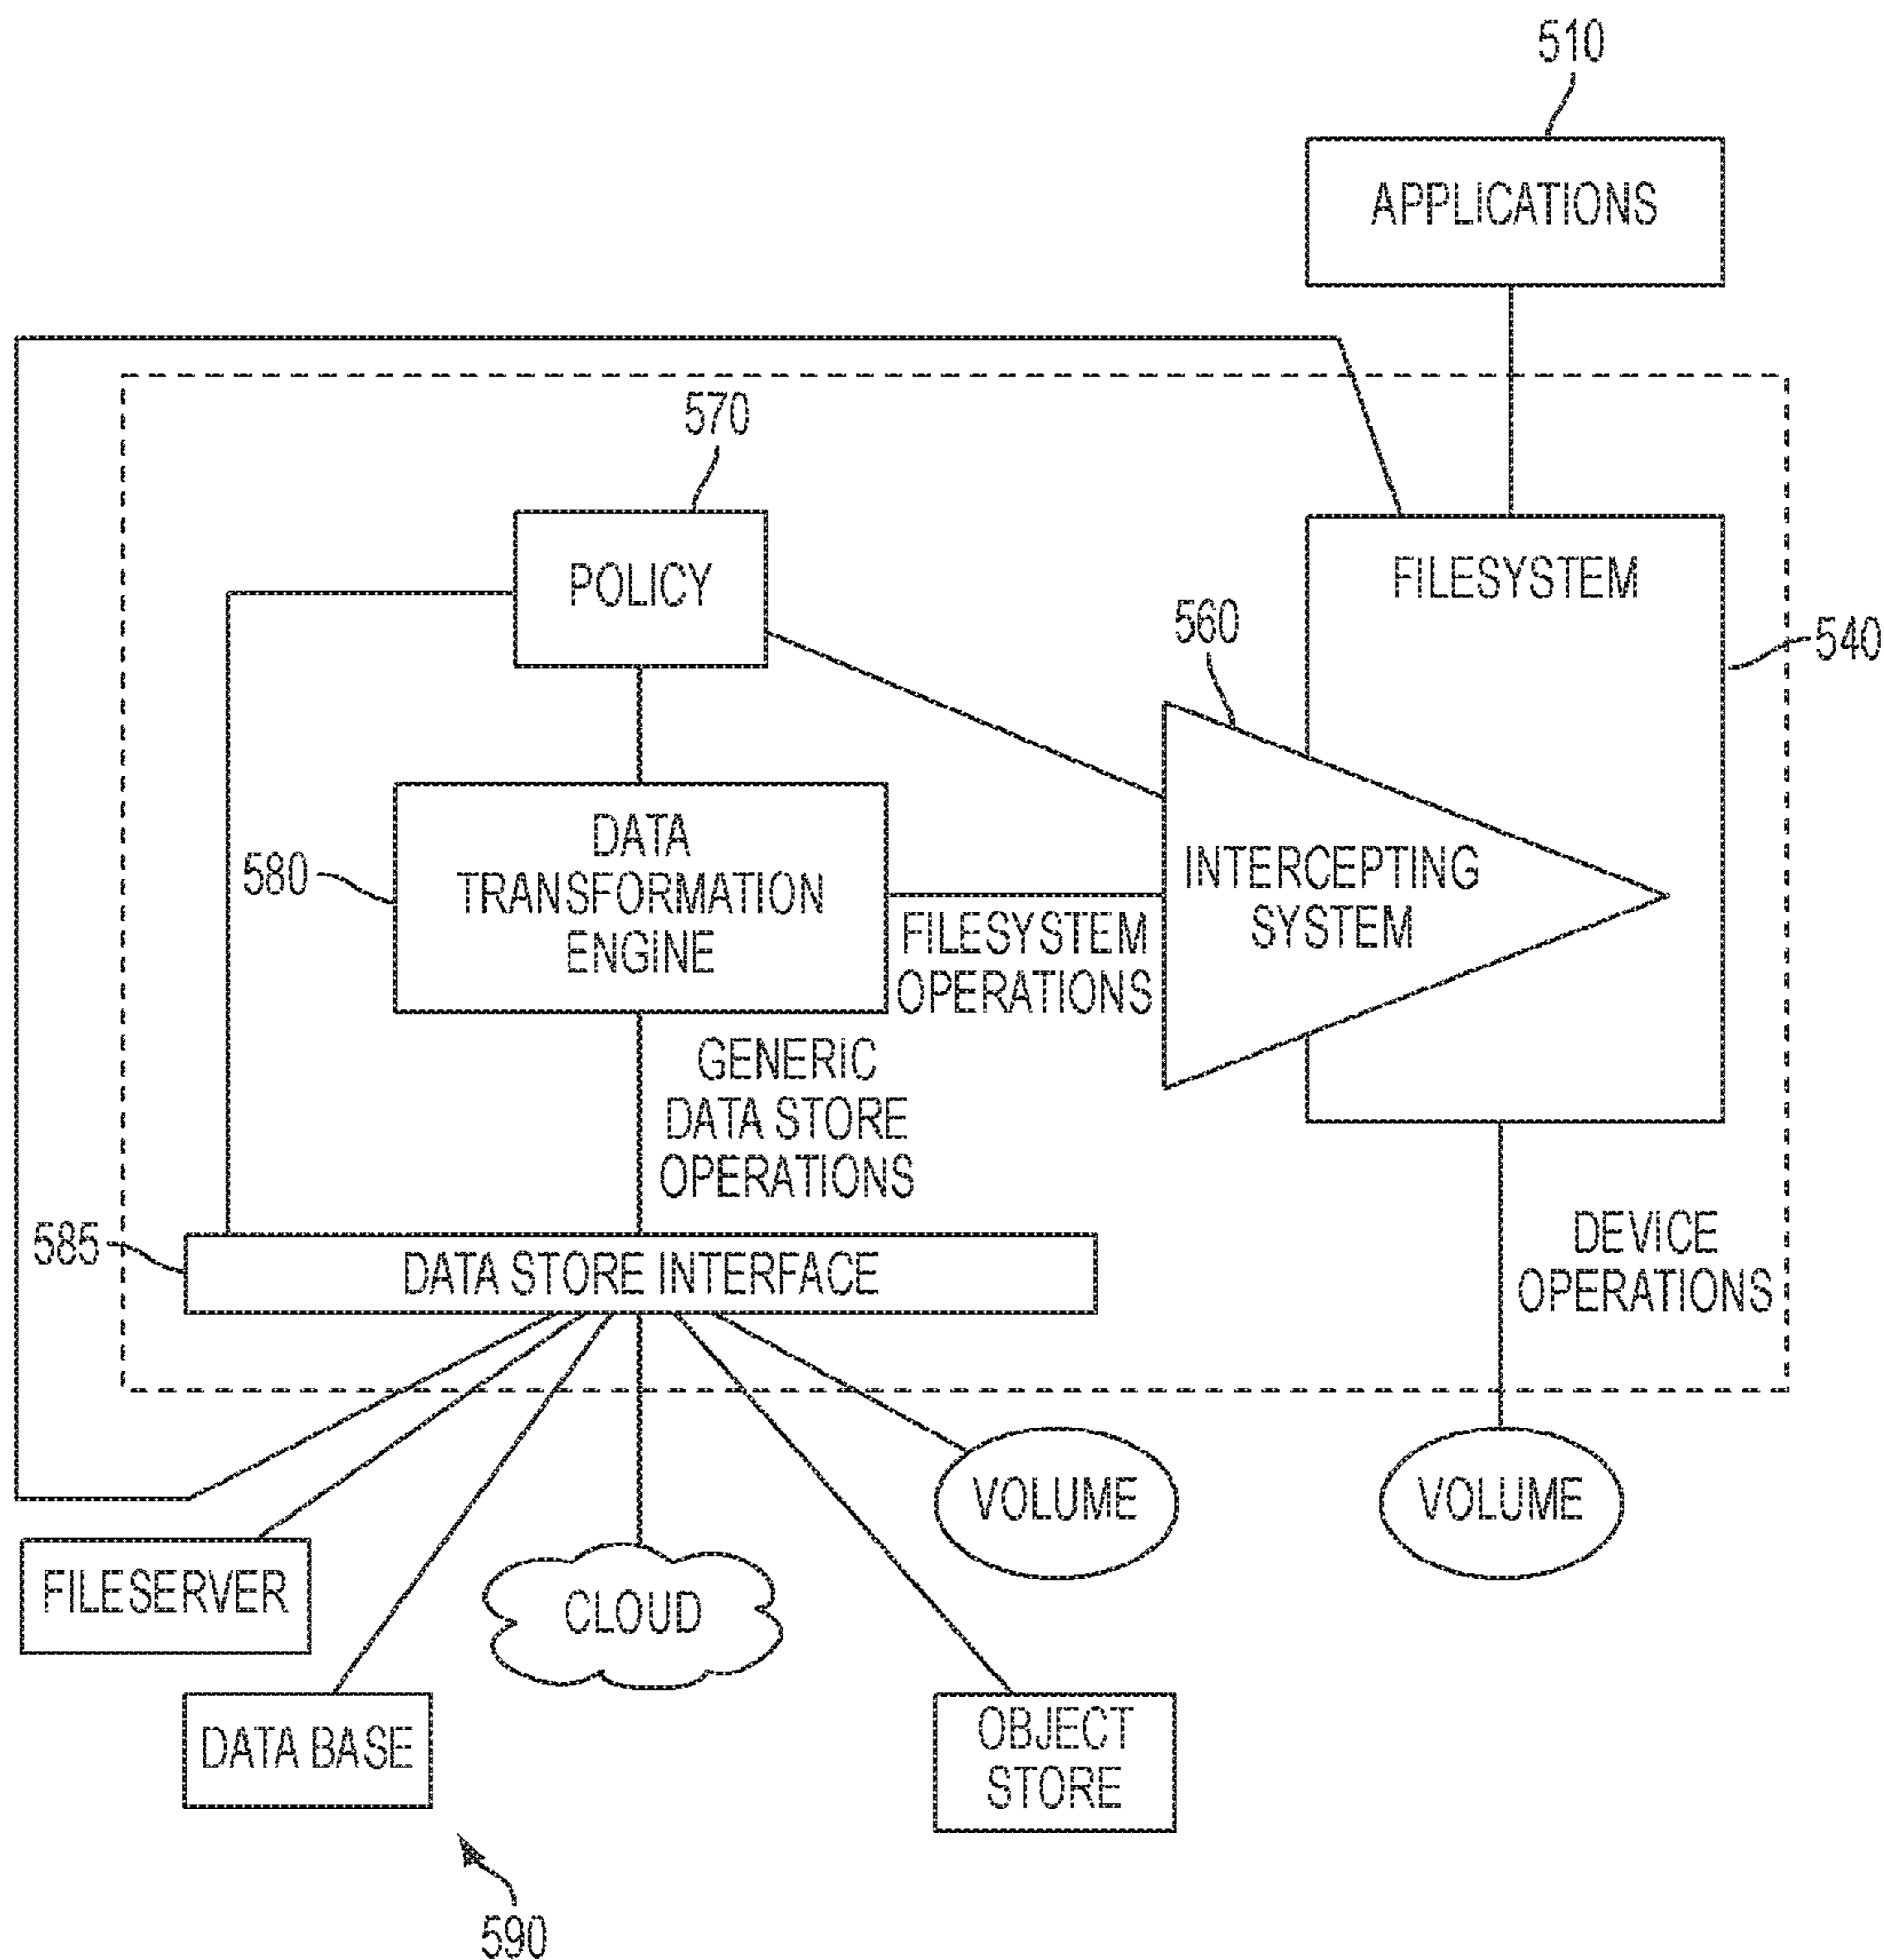 510
APPLICATIONS
570
POLICY
FILESYSTEM
560
540
DATA
TRANSFORMATION
ENGINE
580
INTERCEPTING
SYSTEM
FILESYSTEM
OPERATIONS
GENERIC
DATA STORE
OPERATIONS
585
DATA STORE INTERFACE
DEVICE
OPERATIONS
VOLUME
VOLUME
FILESERVER
CLOUD
DATA BASE
OBJECT
STORE
590